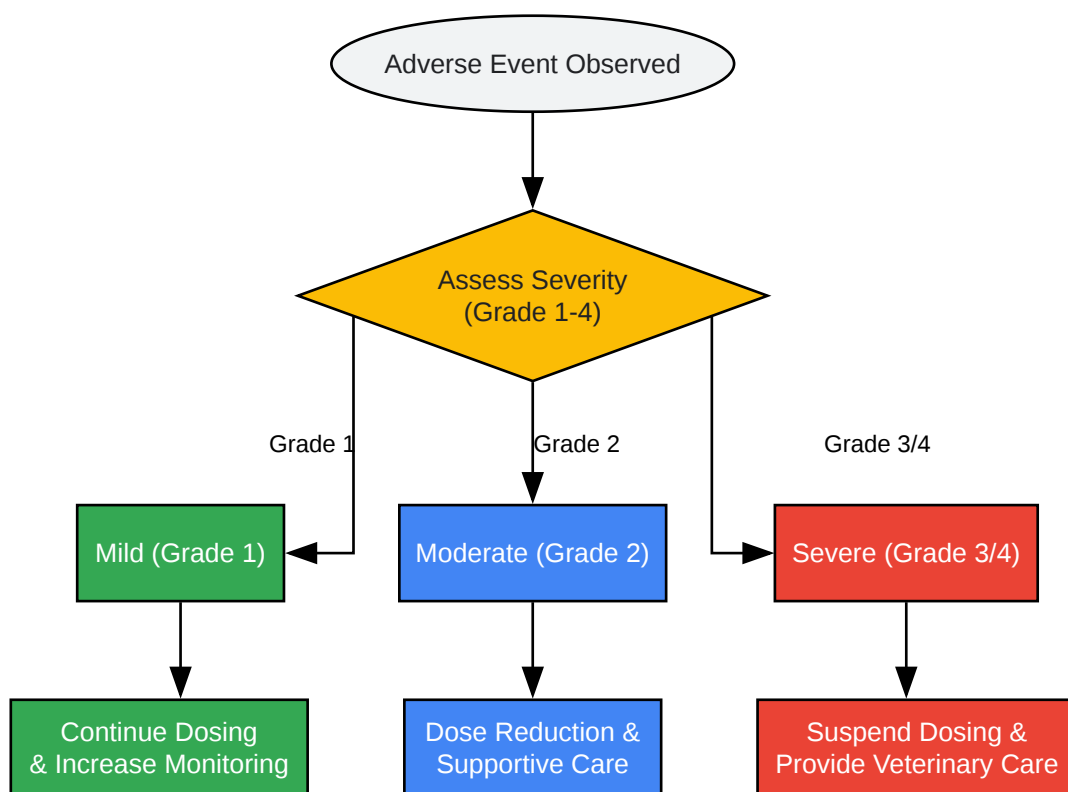 Adverse Event Observed
Assess Severity
(Grade 1-4)
Grade 1
Grade 2
Grade 3/4
Mild (Grade 1)
Moderate (Grade 2)
Severe (Grade 3/4)
Continue Dosing
& Increase Monitoring
Dose Reduction &
Supportive Care
Suspend Dosing &
Provide Veterinary Care